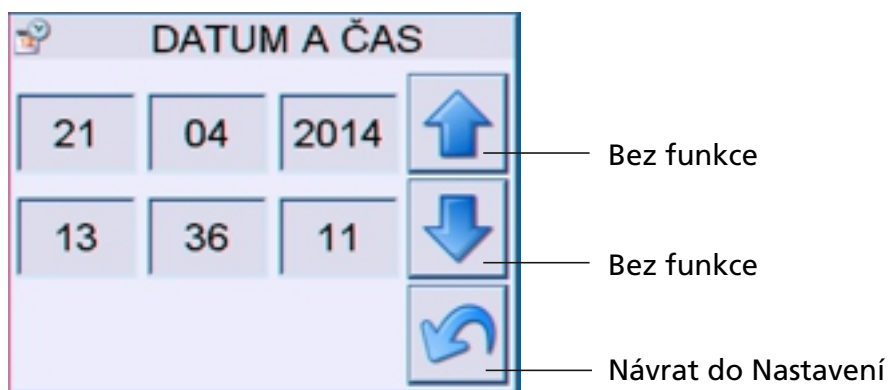 DATUM A ČAS
21 04 2014
Bez funkce
13 36 11
Bez funkce
Návrat do Nastavení